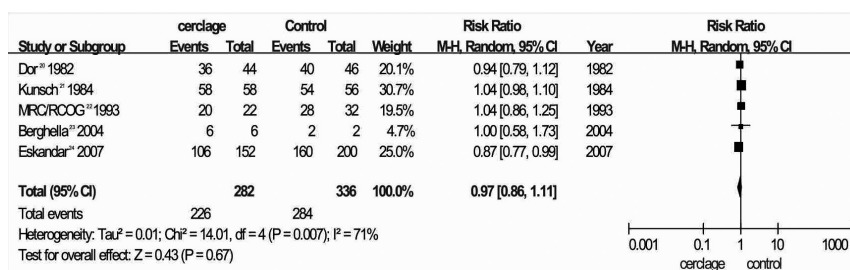 cerclage Control Risk Ratio Risk Ratio
Study or Subgroup Events Total Events Total Weight M-H, Random, 95% CI Year M-H, Random, 95% CI
Dor²⁰ 1982 36 44 40 46 20.1% 0.94 [0.79, 1.12] 1982
Kunsch²¹ 1984 58 58 54 56 30.7% 1.04 [0.98, 1.10] 1984
MRC/RCOG²²1993 20 22 28 32 19.5% 1.04 [0.86, 1.25] 1993
Berghella²³ 2004 6 6 2 2 4.7% 1.00 [0.58, 1.73] 2004
Eskandar²⁴ 2007 106 152 160 200 25.0% 0.87 [0.77, 0.99] 2007
Total (95% CI) 282 336 100.0% 0.97 [0.86, 1.11]
Total events 226 284
Heterogeneity: Tau² = 0.01; Chi² = 14.01, df = 4 (P = 0.007); I² = 71%
Test for overall effect: Z = 0.43 (P = 0.67)
0.001 0.1 1 10 1000
cerclage control